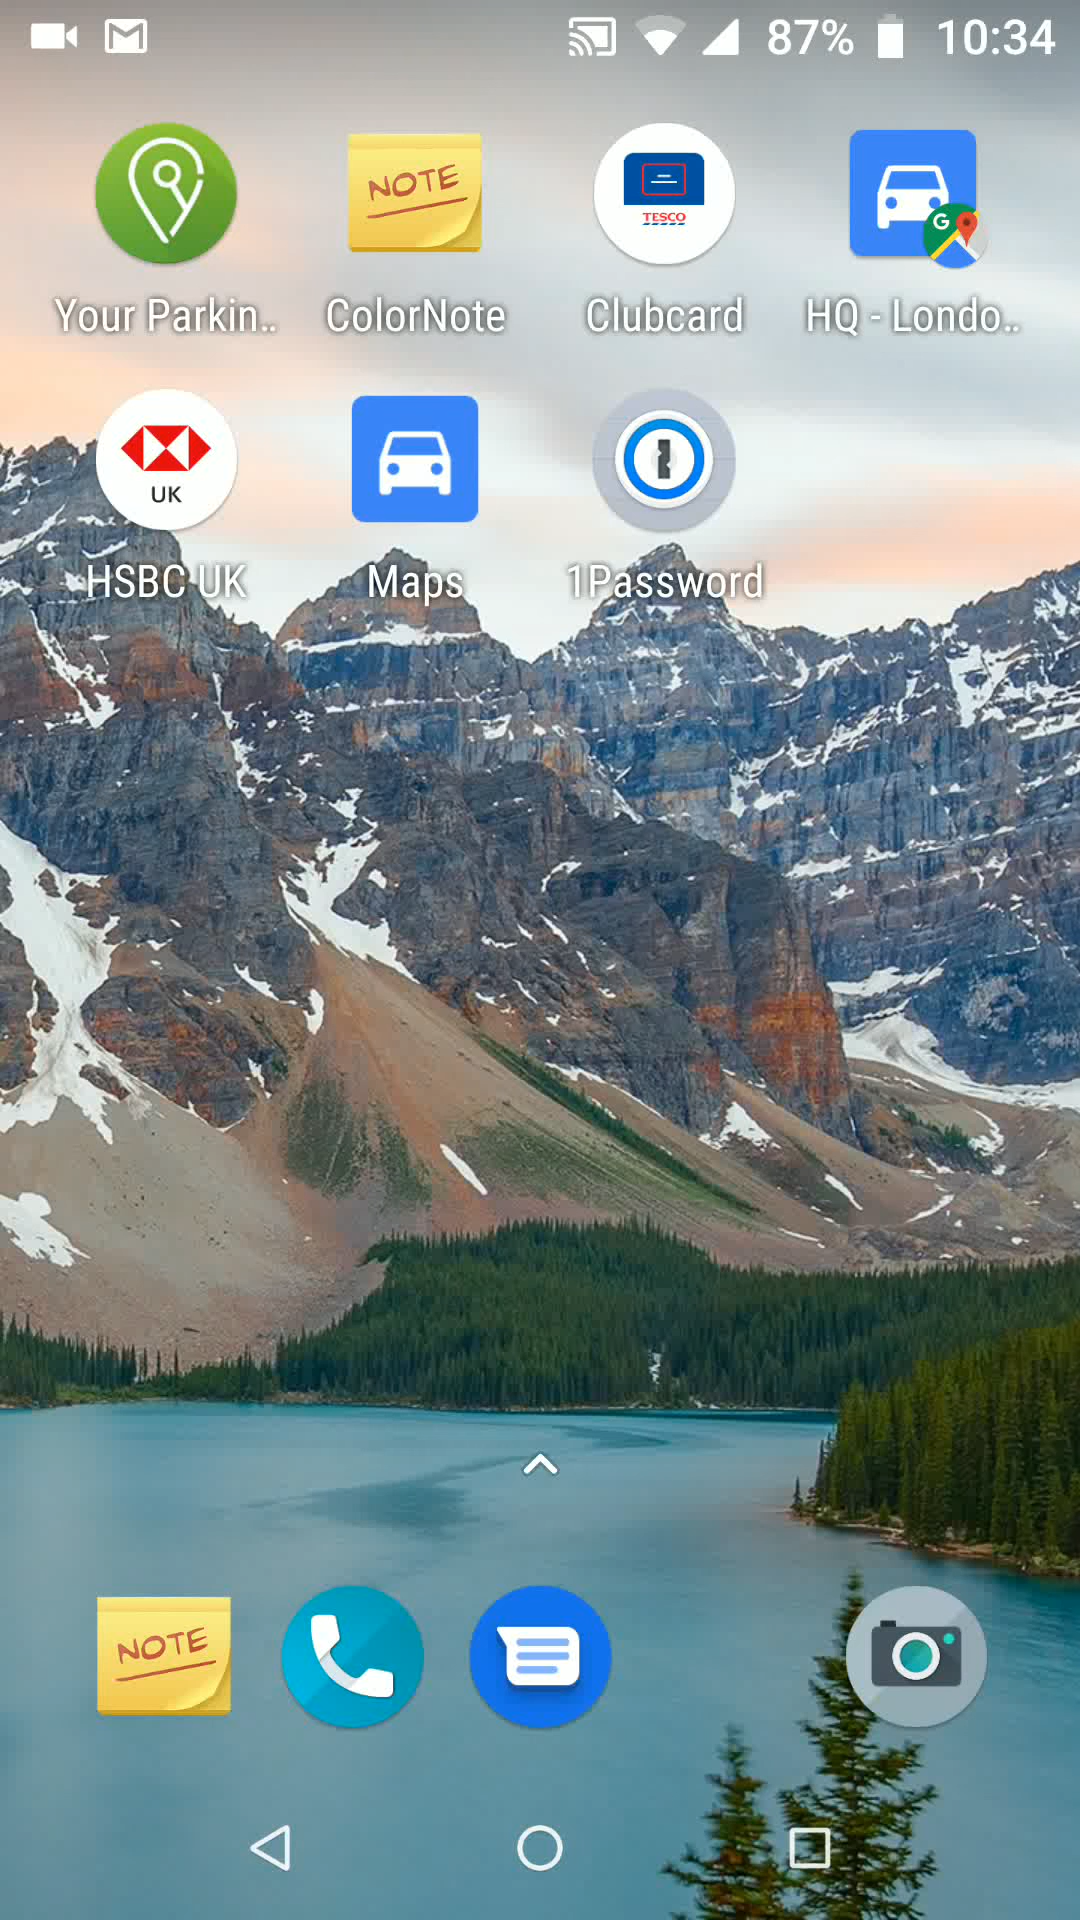 87% 10:34
NOTE
TESCO
G
Your Parkin.. ColorNote Clubcard HQ - Londo..
UK
HSBC UK Maps 1Password
NOTE